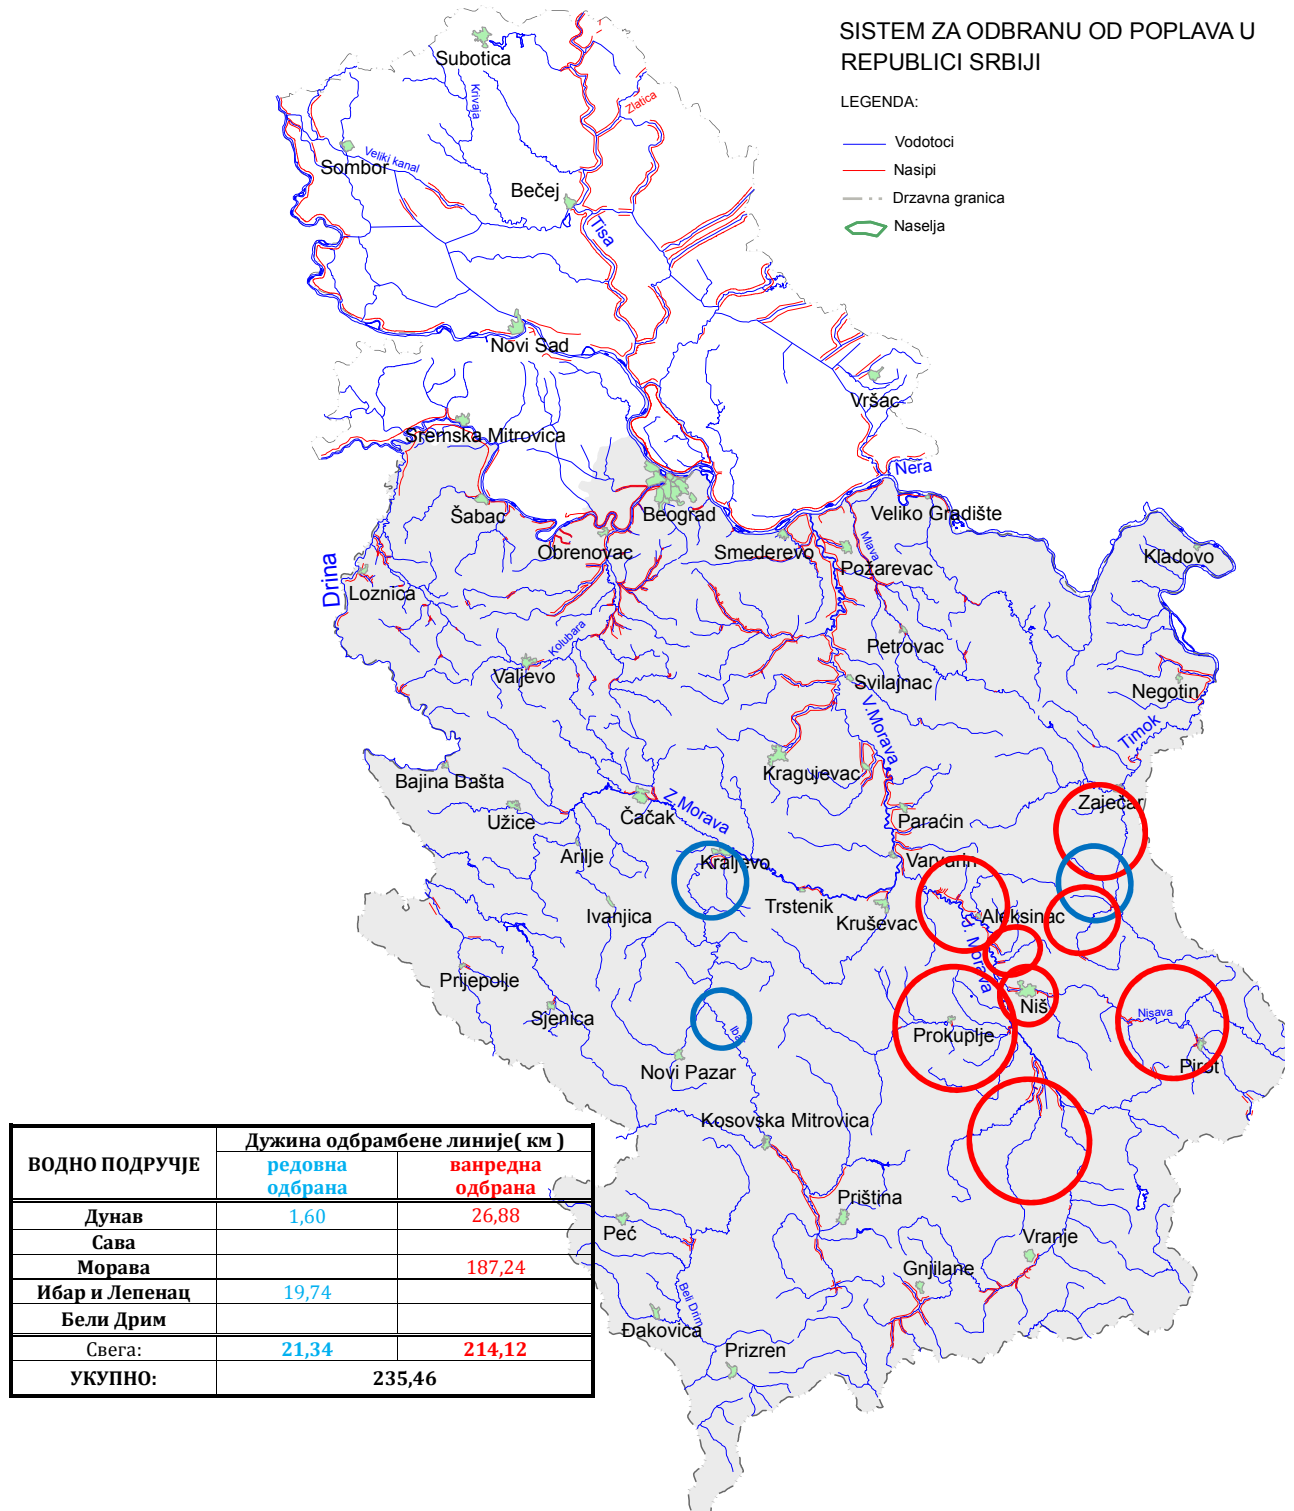 SISTEM ZA ODBRANU OD POPLAVA U
REPUBLICI SRBIJI
LEGENDA:
Vodotoci
Nasipi
Drzavna granica
Naselja
Subotica
Krivaja
Zlatica
Sombor
Veliki kanal
Bečej
Tisa
Novi Sad
Vršac
Sremska Mitrovica
Nera
Šabac
Beograd
Veliko Gradište
Obrenovac
Smederevo
Mlava
Kladovo
Požarevac
Drina
Loznica
Kolubara
Petrovac
Valjevo
Svilajnac
Negotin
V.Morava
Timok
Kragujevac
Bajina Bašta
Zaječar
Čačak
Z.Morava
Užice
Paraćin
Arilje
Kraljevo
Varvarin
Trstenik
Ivanjica
Kruševac
Aleksinac
J. Morava
Prijepolje
Niš
Sjenica
Ibar
Prokuplje
Nišava
Novi Pazar
Pirot
Kosovska Mitrovica
Priština
Peć
Vranje
Gnjilane
Beli Drim
Đakovica
Prizren
ВОДНО ПОДРУЧЈЕ
Дужина одбрамбене линије( км )
редовна ванредна
одбрана одбрана
Дунав 1,60 26,88
Сава
Морава 187,24
Ибар и Лепенац 19,74
Бели Дрим
Свега: 21,34 214,12
УКУПНО: 235,46